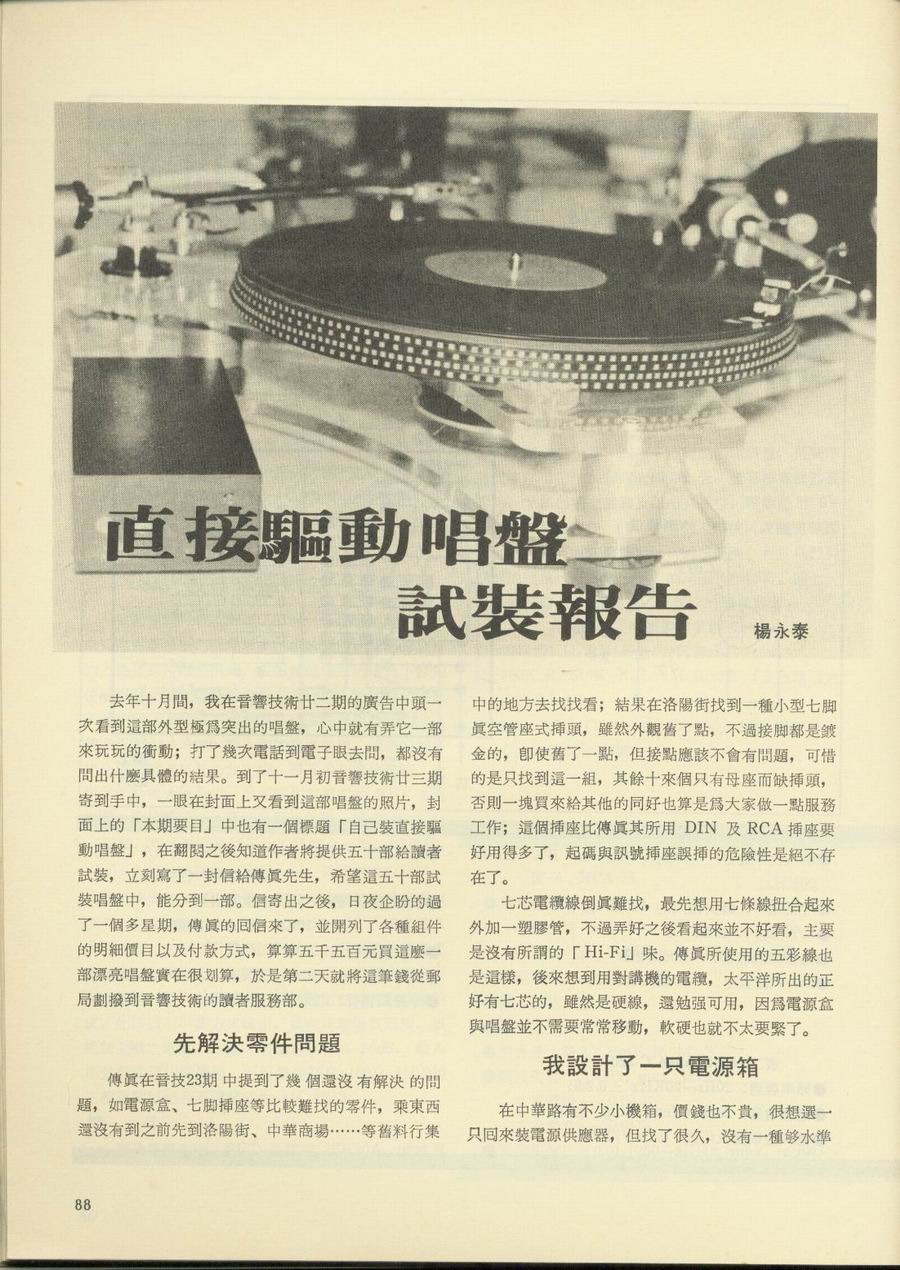 直接驅動唱盤
試裝報告
楊永泰
去年十月間，我在音響技術廿二期的廣告中頭一
次看到這部外型極爲突出的唱盤，心中就有弄它一部
來玩玩的衝動；打了幾次電話到電子眼去問，都沒有
問出什麼具體的結果。到了十一月初音響技術廿三期
寄到手中，一眼在封面上又看到這部唱盤的照片，封
面上的「本期要目」中也有一個標題「自己裝直接驅
動唱盤」，在翻閱之後知道作者將提供五十部給讀者
試裝，立刻寫了一封信給傳眞先生，希望這五十部試
裝唱盤中，能分到一部。信寄出之後，日夜企盼的過
了一個多星期，傳眞的囘信來了，並開列了各種組件
的明細價目以及付款方式，算算五千五百元買這麼一
部漂亮唱盤實在很划算，於是第二天就將這筆錢從郵
局劃撥到音響技術的讀者服務部。
先解決零件問題
傳眞在音技23期 中提到了幾 個還沒 有解決 的問
題，如電源盒、七脚挿座等比較難找的零件，乘東西
還沒有到之前先到洛陽街、中華商場⋯⋯等舊料行集
中的地方去找找看；結果在洛陽街找到一種小型七脚
眞空管座式挿頭，雖然外觀舊了點，不過接脚都是鍍
金的，卽使舊了一點，但接點應該不會有問題，可惜
的是只找到這一組，其餘十來個只有母座而缺挿頭，
否則一塊買來給其他的同好也算是爲大家做一點服務
工作；這個挿座比傳眞其所用 DIN 及 RCA 挿座要
好用得多了，起碼與訊號挿座誤挿的危險性是絕不存
在了。
七芯電纜線倒眞難找，最先想用七條線扭合起來
外加一塑膠管，不過弄好之後看起來並不好看，主要
是沒有所謂的「 Hi-Fi」味。傳眞所使用的五彩線也
是這樣，後來想到用對講機的電纜，太平洋所出的正
好有七芯的，雖然是硬線，還勉强可用，因爲電源盒
與唱盤並不需要常常移動，軟硬也就不太要緊了。
我設計了一只電源箱
在中華路有不少小機箱，價錢也不貴，很想選一
只囘來裝電源供應器，但找了很久，沒有一種够水準
88